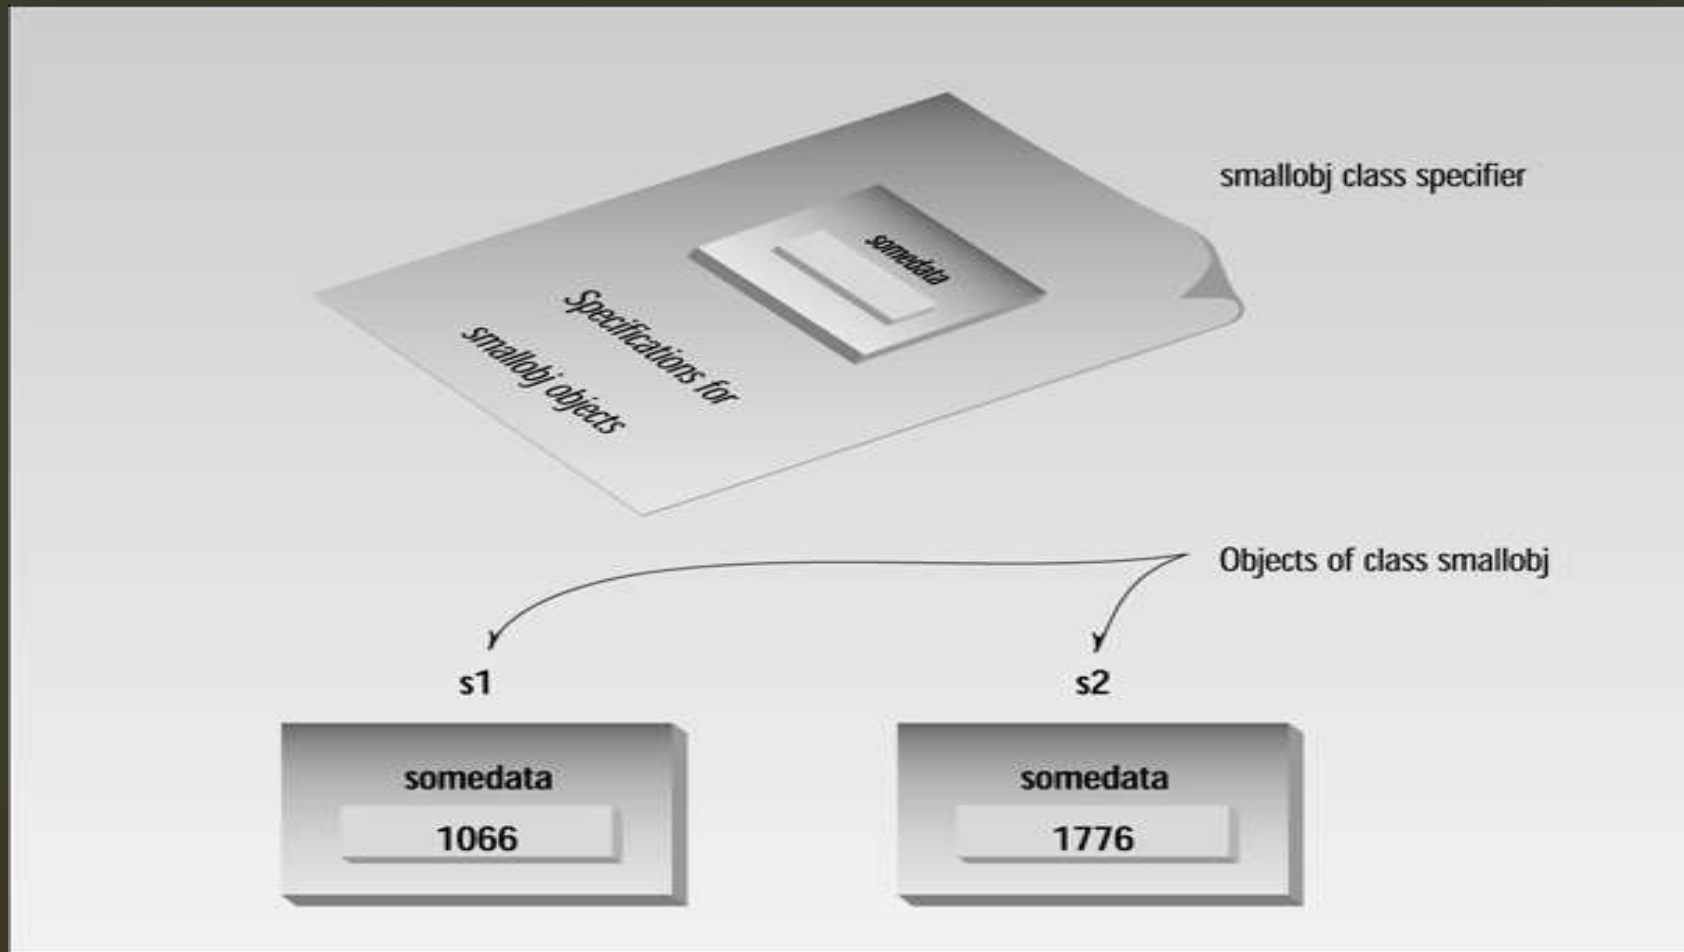 smallobj class specifier
somedata
Specifications for
smallobj objects
Objects of class smallobj
s1
s2
somedata
1066
somedata
1776